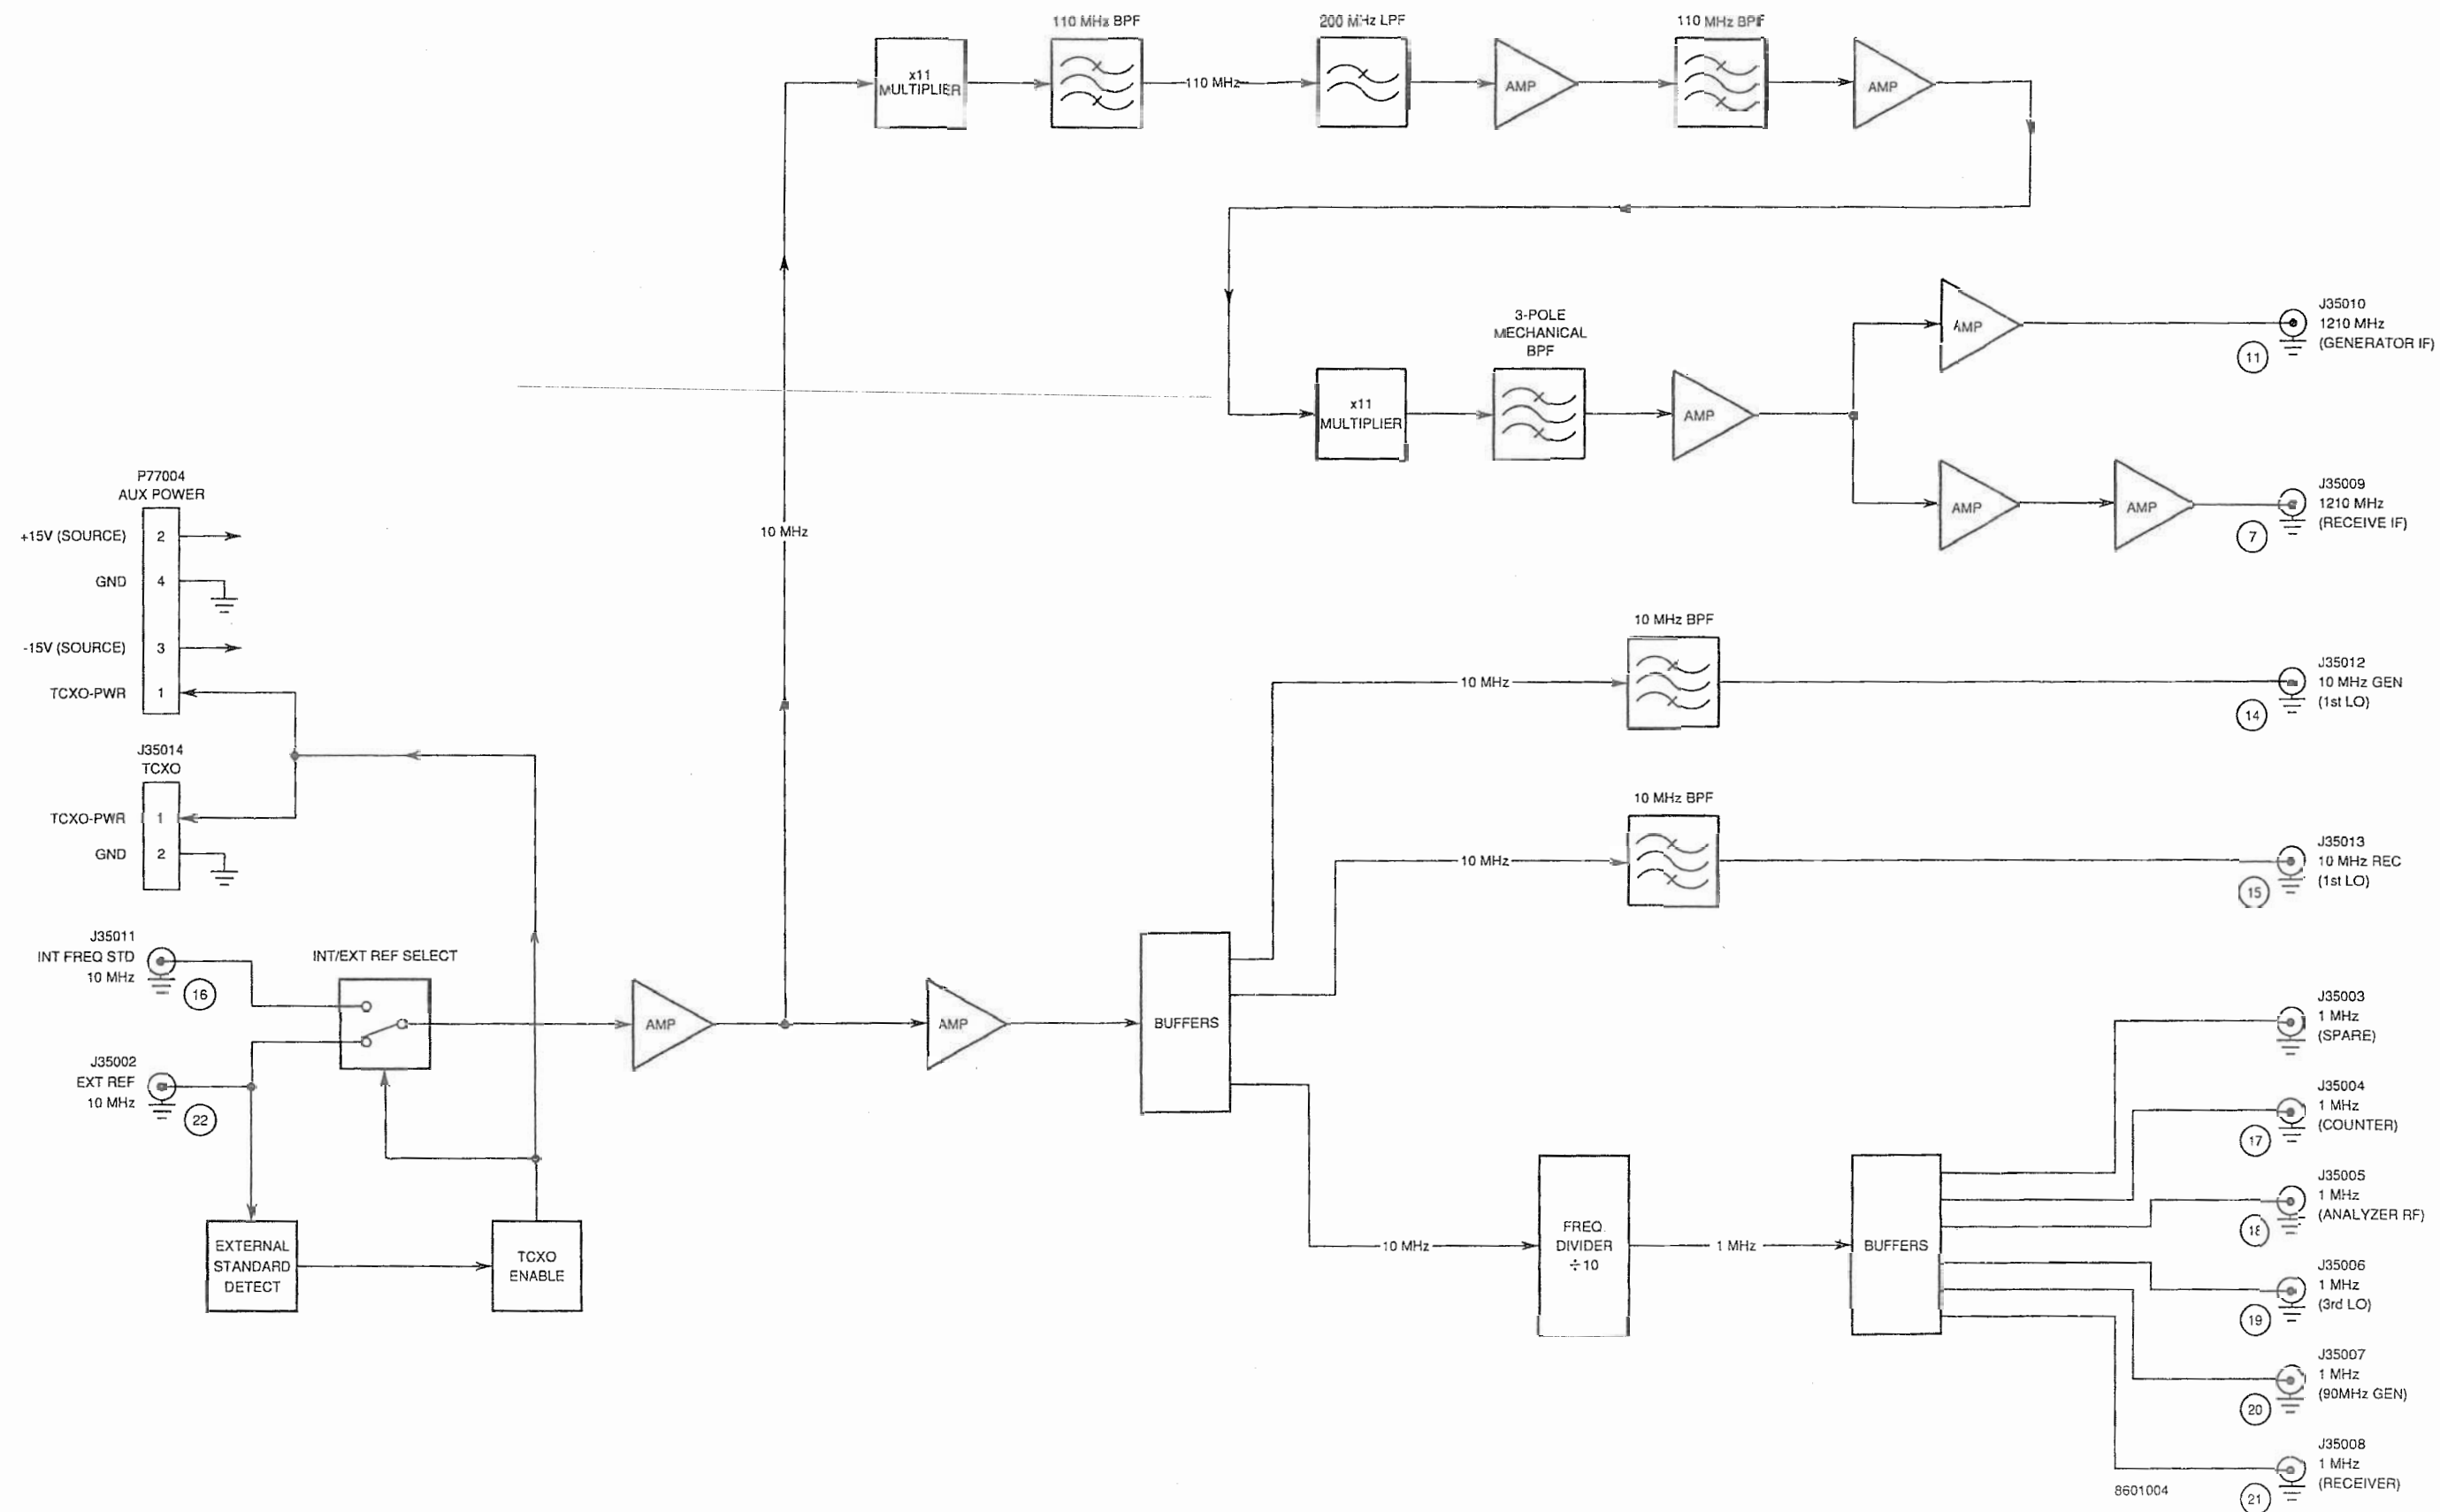 110 MHz BPF
200 MHz LPF
110 MHz BPF
x11
MULTIPLIER
110 MHz
AMP
AMP
J35010
1210 MHz
(GENERATOR IF)
11
3-POLE
MECHANICAL
BPF
AMP
x11
MULTIPLIER
AMP
J35009
1210 MHz
(RECEIVE IF)
7
AMP
AMP
P77004
AUX POWER
+15V (SOURCE)
2
GND
4
-15V (SOURCE)
3
TCXO-PWR
1
10 MHz
10 MHz BPF
10 MHz
J35012
10 MHz GEN
(1st LO)
14
J35014
TCXO
TCXO-PWR
1
GND
2
10 MHz BPF
10 MHz
J35013
10 MHz REC
(1st LO)
15
J35011
INT FREQ STD
10 MHz
16
INT/EXT REF SELECT
AMP
AMP
BUFFERS
J35002
EXT REF
10 MHz
22
EXTERNAL
STANDARD
DETECT
TCXO
ENABLE
10 MHz
FREQ.
DIVIDER
÷10
1 MHz
BUFFERS
J35003
1 MHz
(SPARE)
J35004
1 MHz
(COUNTER)
17
J35005
1 MHz
(ANALYZER RF)
18
J35006
1 MHz
(3rd LO)
19
J35007
1 MHz
(90MHz GEN)
20
J35008
1 MHz
(RECEIVER)
21
8601004